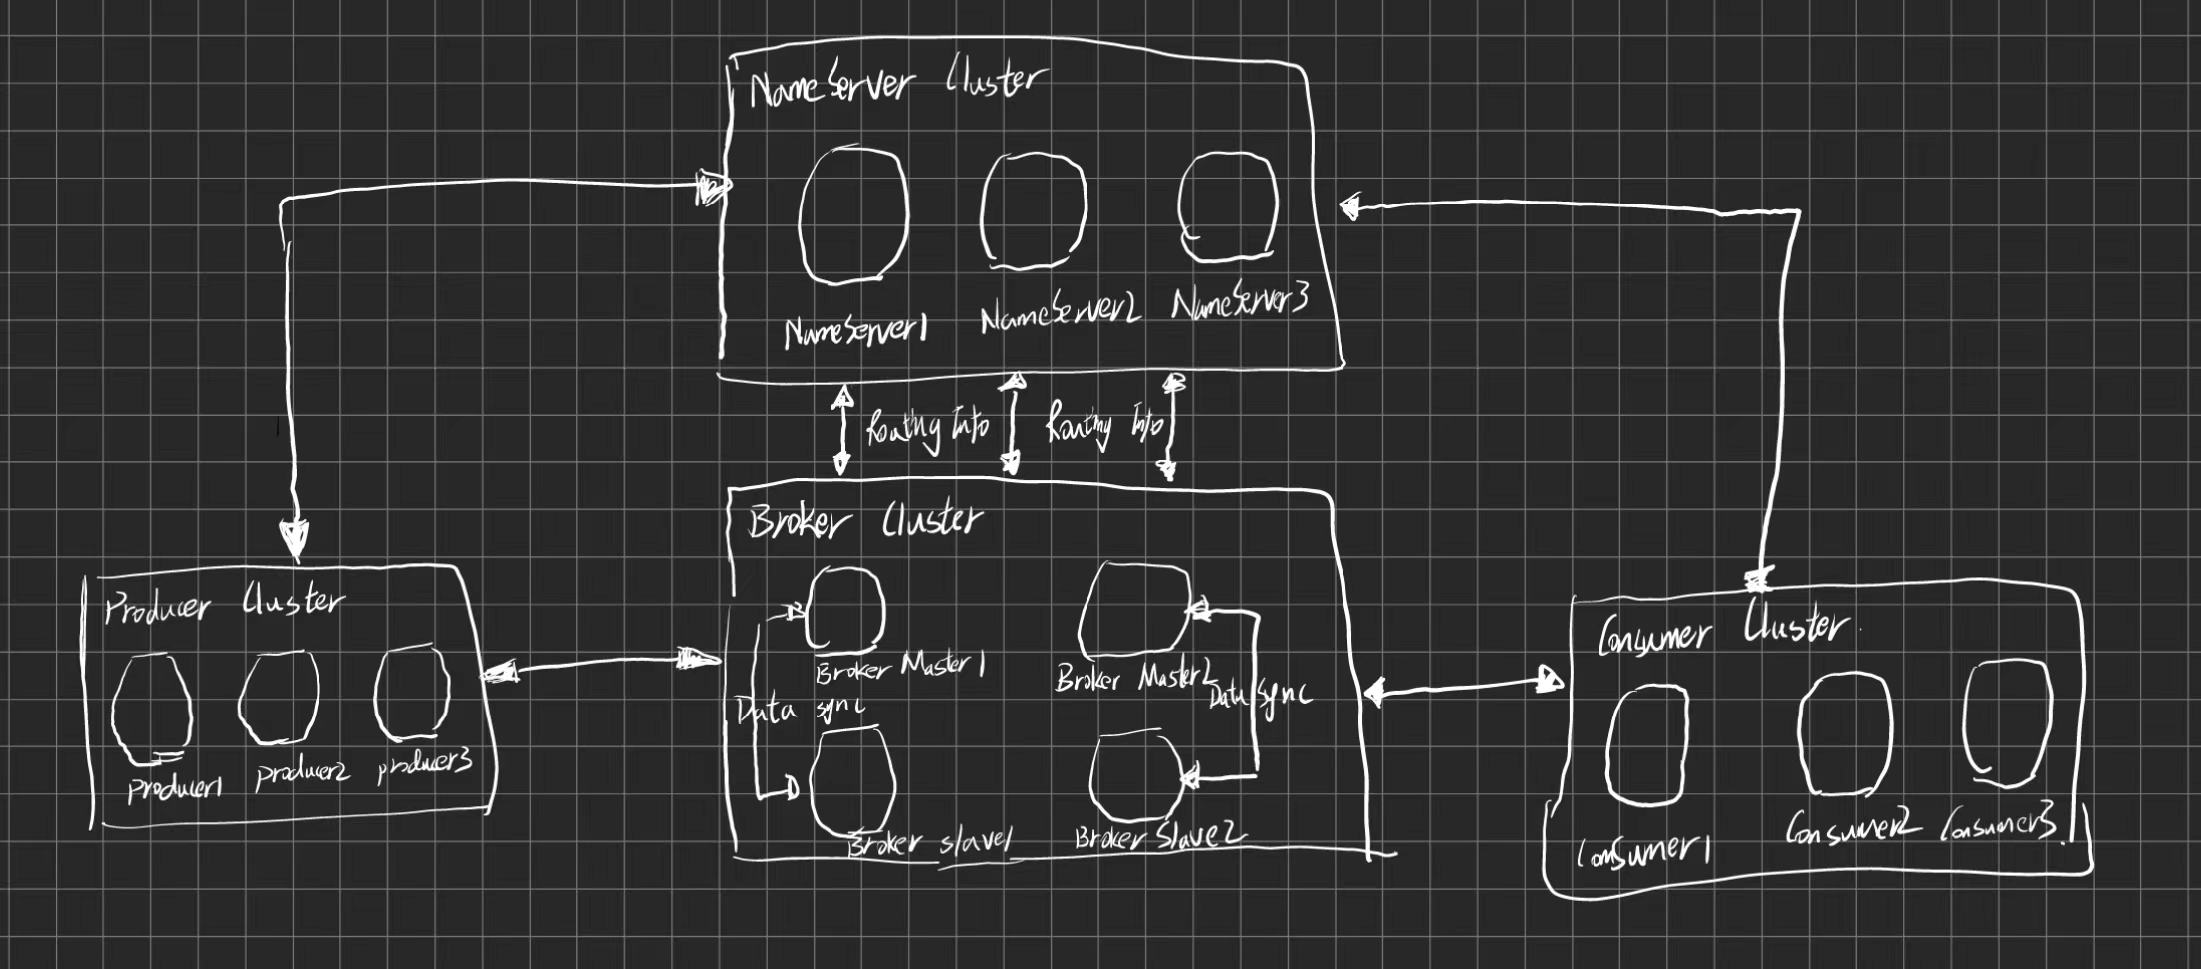 NameServer Cluster
NameServer1
NameServer2
NameServer3
Routing Info
Routing Info
Broker Cluster
Broker Master1
Broker Master2
Data sync
Data sync
Broker slave1
Broker Slave2
Producer Cluster
Producer1
producer2
producer3
Consumer Cluster
Consumer1
Consumer2
Consumer3